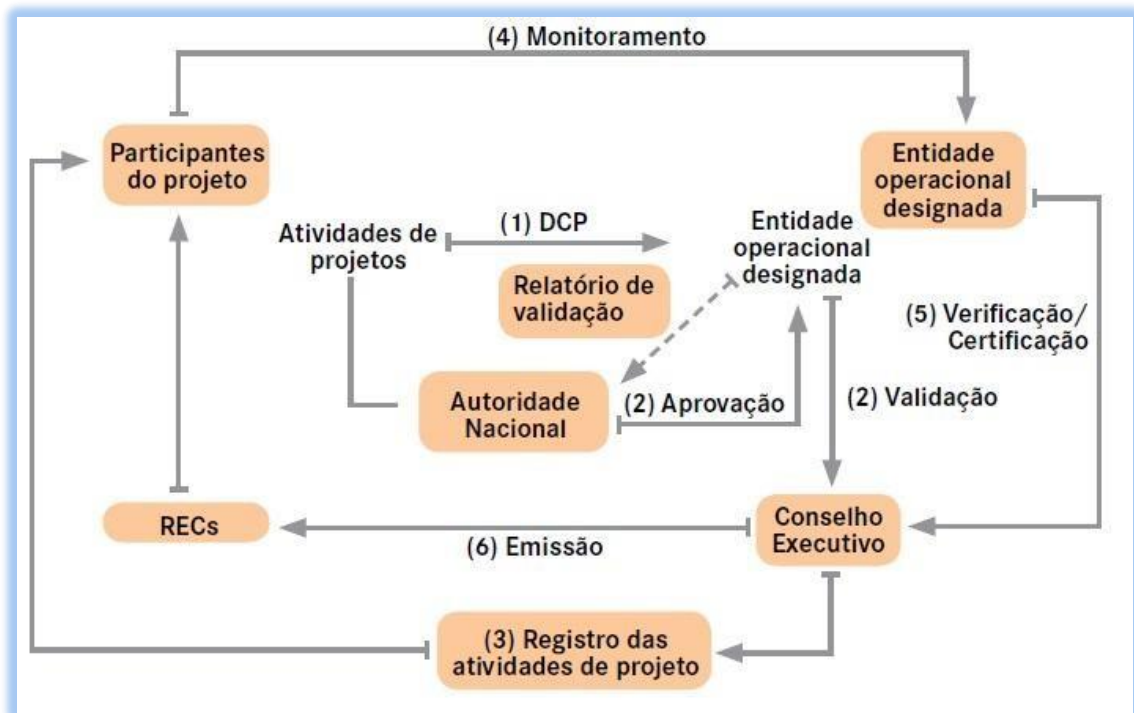 (4) Monitoramento
Participantes
do projeto
Entidade
operacional
designada
Atividades de
projetos
(1) DCP
Entidade
operacional
designada
Relatório de
validação
(5) Verificação/
Certificação
Autoridade
Nacional
(2) Aprovação
(2) Validação
RECs
(6) Emissão
Conselho
Executivo
(3) Registro das
atividades de projeto